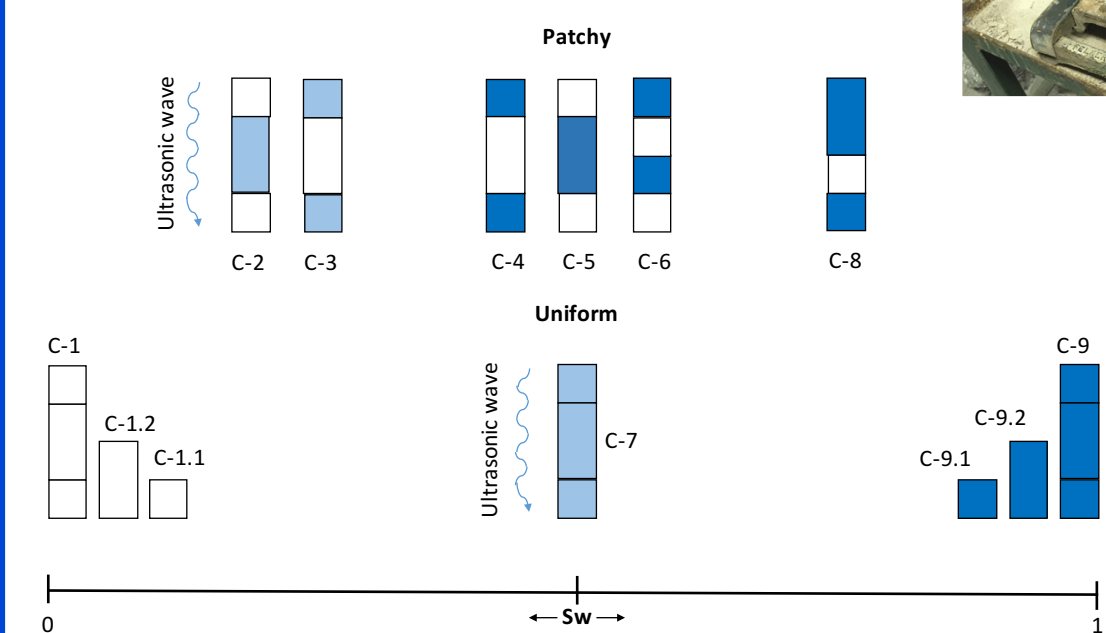 Patchy
Ultrasonic wave
C-2
C-3
C-4
C-5
C-6
C-8
Uniform
C-1
C-1.2
C-1.1
Ultrasonic wave
C-7
C-9
C-9.2
C-9.1
0
Sw
1